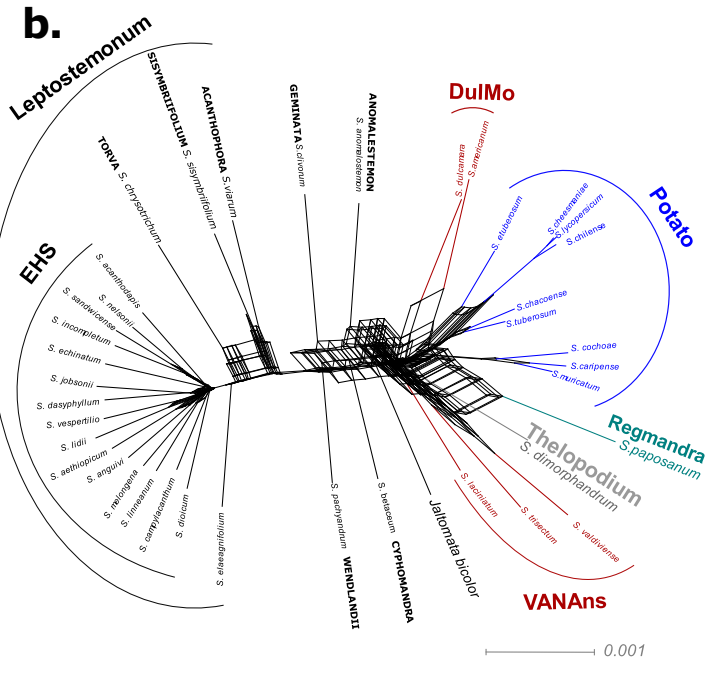 b.
Leptostemonum
EHS
TORVA S. chrysotrichum
SISYMBRIIFOLIUM S. sisymbriifolium
ACANTHOPHORA S.viarum
GEMINATA S.clivorum
ANOMALESTEMON
S. anomalostemon
DulMo
S. dulcamara
S.americanum
Potato
S. etuberosum
S.cheesmaniae
S.lycopersicum
S.chilense
S.chacoense
S.tuberosum
S. cochoae
S.caripense
S.muricatum
Regmandra
S.paposanum
Thelopodium
S. dimorphandrum
VANAns
S. valdiviense
S. trisectum
S. laciniatum
Jaltomata bicolor
S. betaceum CYPHOMANDRA
S. pachyandrum WENDLANDII
S. elaeagnifolium
S. dioicum
S. campylacanthum
S. linneanum
S. melongena
S. anguivi
S. aethiopicum
S. lidii
S. vespertilio
S. dasyphyllum
S. jobsonii
S. echinatum
S. incompletum
S. sandwicense
S. nelsonii
S. acanthodapis
0.001